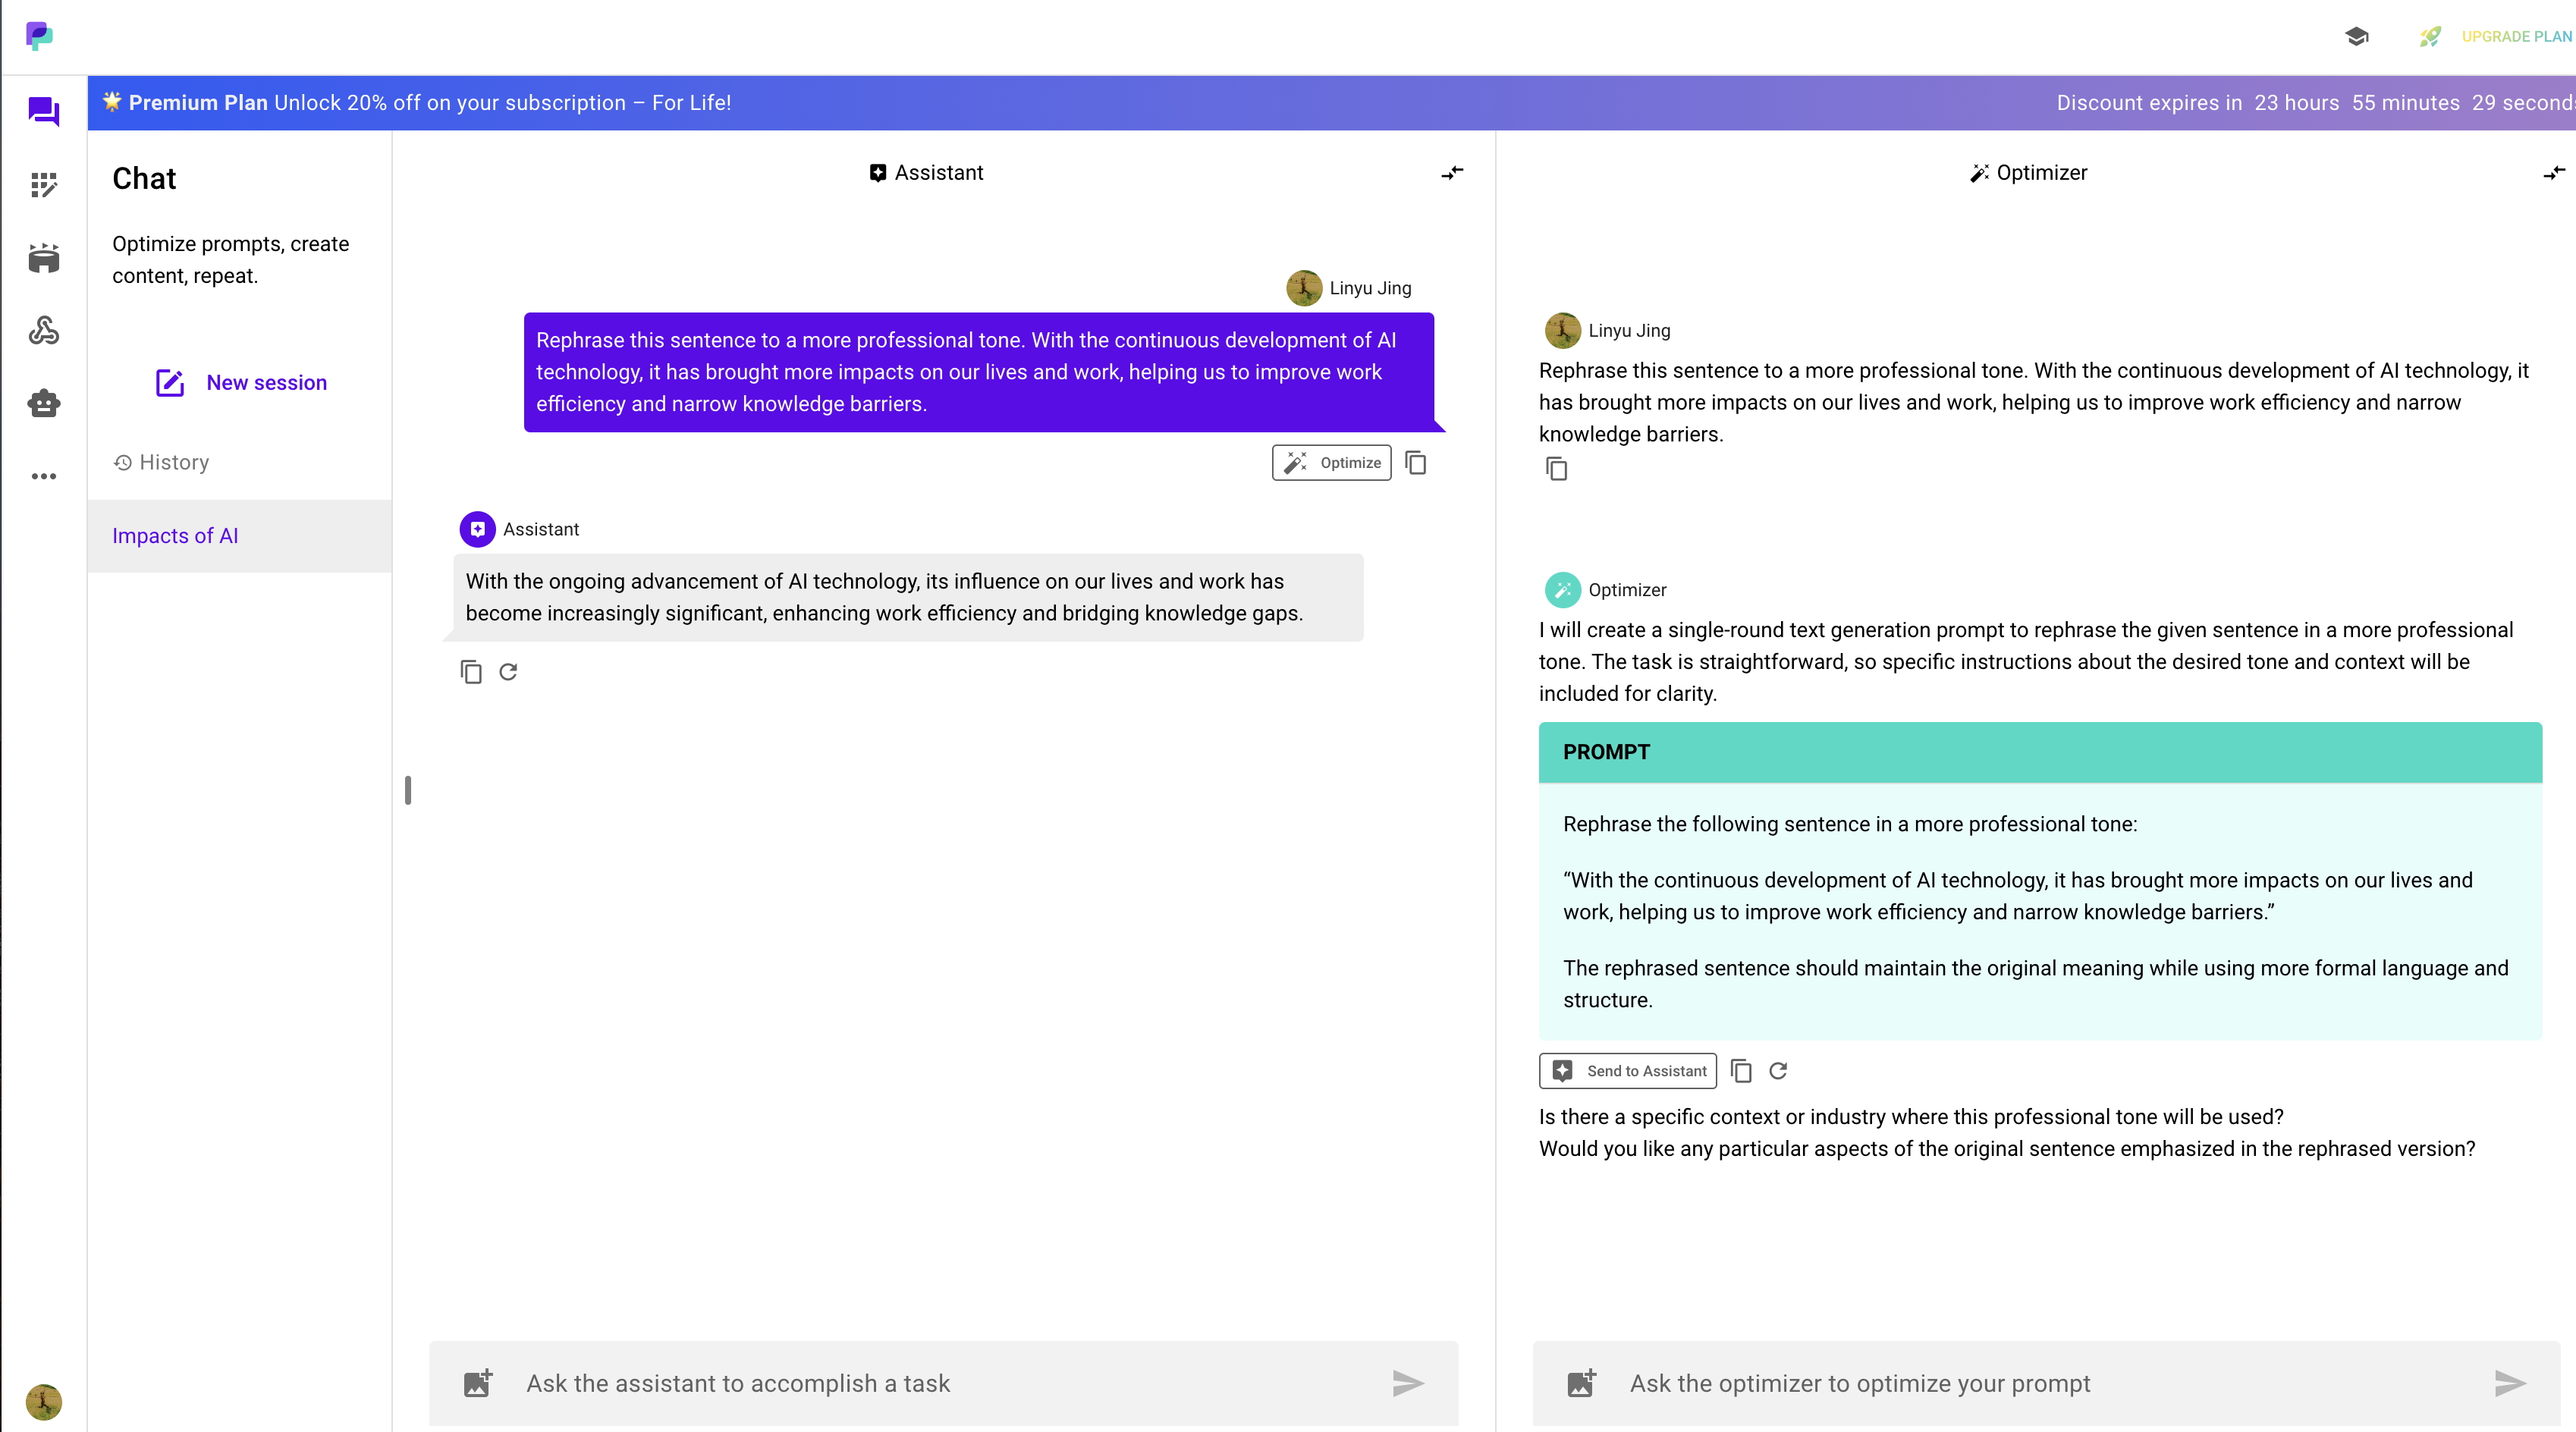 UPGRADE PLAN
🌟 Premium Plan Unlock 20% off on your subscription – For Life!
Discount expires in 23 hours 55 minutes 29 second
Chat
Optimize prompts, create
content, repeat.
New session
History
Impacts of AI
Assistant
Linyu Jing
Rephrase this sentence to a more professional tone. With the continuous development of AI
technology, it has brought more impacts on our lives and work, helping us to improve work
efficiency and narrow knowledge barriers.
Optimize
Assistant
With the ongoing advancement of AI technology, its influence on our lives and work has
become increasingly significant, enhancing work efficiency and bridging knowledge gaps.
Ask the assistant to accomplish a task
Optimizer
Linyu Jing
Rephrase this sentence to a more professional tone. With the continuous development of AI technology, it
has brought more impacts on our lives and work, helping us to improve work efficiency and narrow
knowledge barriers.
Optimizer
I will create a single-round text generation prompt to rephrase the given sentence in a more professional
tone. The task is straightforward, so specific instructions about the desired tone and context will be
included for clarity.
PROMPT
Rephrase the following sentence in a more professional tone:
“With the continuous development of AI technology, it has brought more impacts on our lives and
work, helping us to improve work efficiency and narrow knowledge barriers.”
The rephrased sentence should maintain the original meaning while using more formal language and
structure.
Send to Assistant
Is there a specific context or industry where this professional tone will be used?
Would you like any particular aspects of the original sentence emphasized in the rephrased version?
Ask the optimizer to optimize your prompt